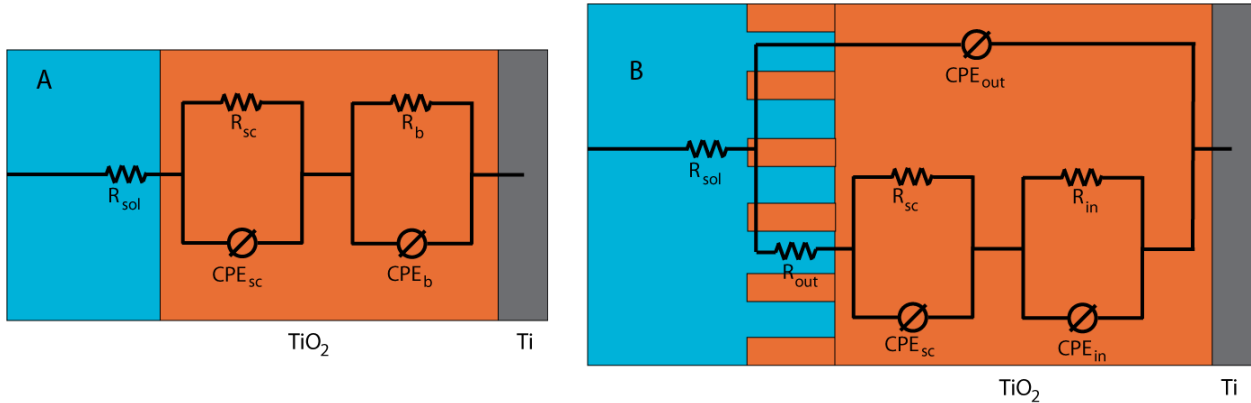 A
R_sc
R_b
R_sol
CPE_sc
CPE_b
TiO₂
Ti
B
CPE_out
R_sol
R_sc
R_in
R_out
CPE_sc
CPE_in
TiO₂
Ti